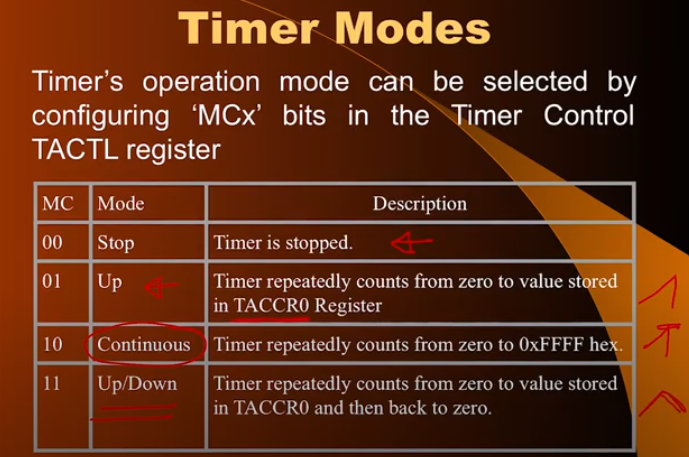 Timer Modes
Timer's operation mode can be selected by
configuring 'MCx' bits in the Timer Control
TACTL register
MC Mode Description
00 Stop Timer is stopped.
01 Up Timer repeatedly counts from zero to value stored
in TACCR0 Register
10 Continuous Timer repeatedly counts from zero to 0xFFFF hex.
11 Up/Down Timer repeatedly counts from zero to value stored
in TACCR0 and then back to zero.